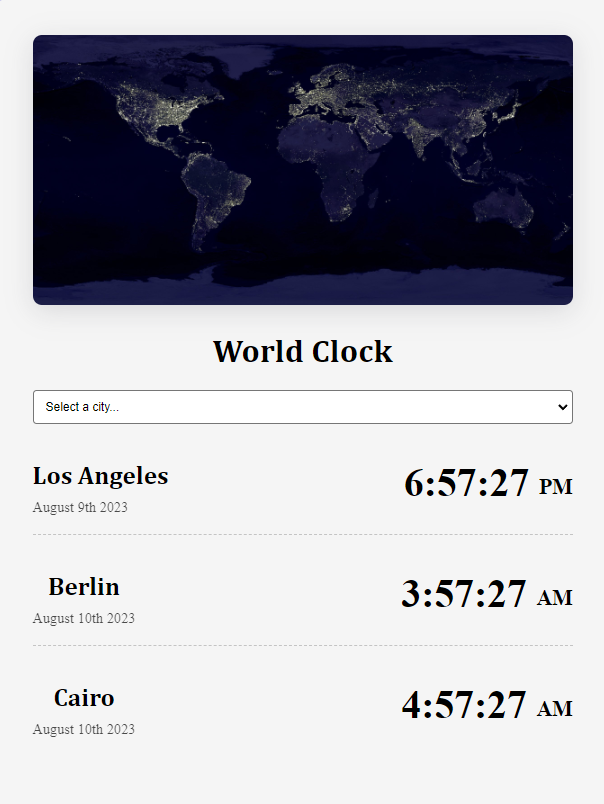 World Clock
Select a city...
Los Angeles
6:57:27 PM
August 9th 2023
Berlin
3:57:27 AM
August 10th 2023
Cairo
4:57:27 AM
August 10th 2023